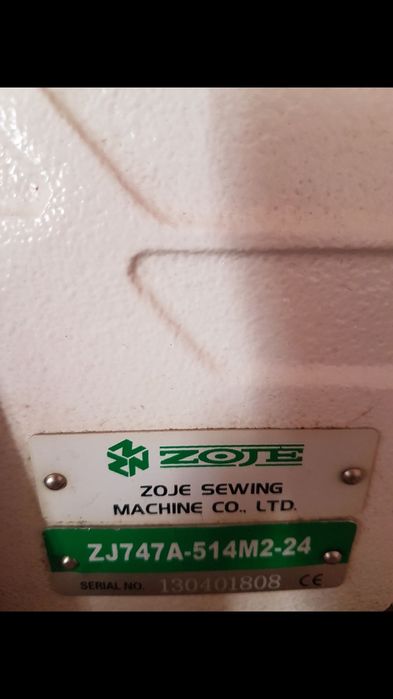 ZOJE
ZOJE SEWING
MACHINE CO., LTD.
ZJ747A-514M2-24
SERIAL NO. 130401808 CE